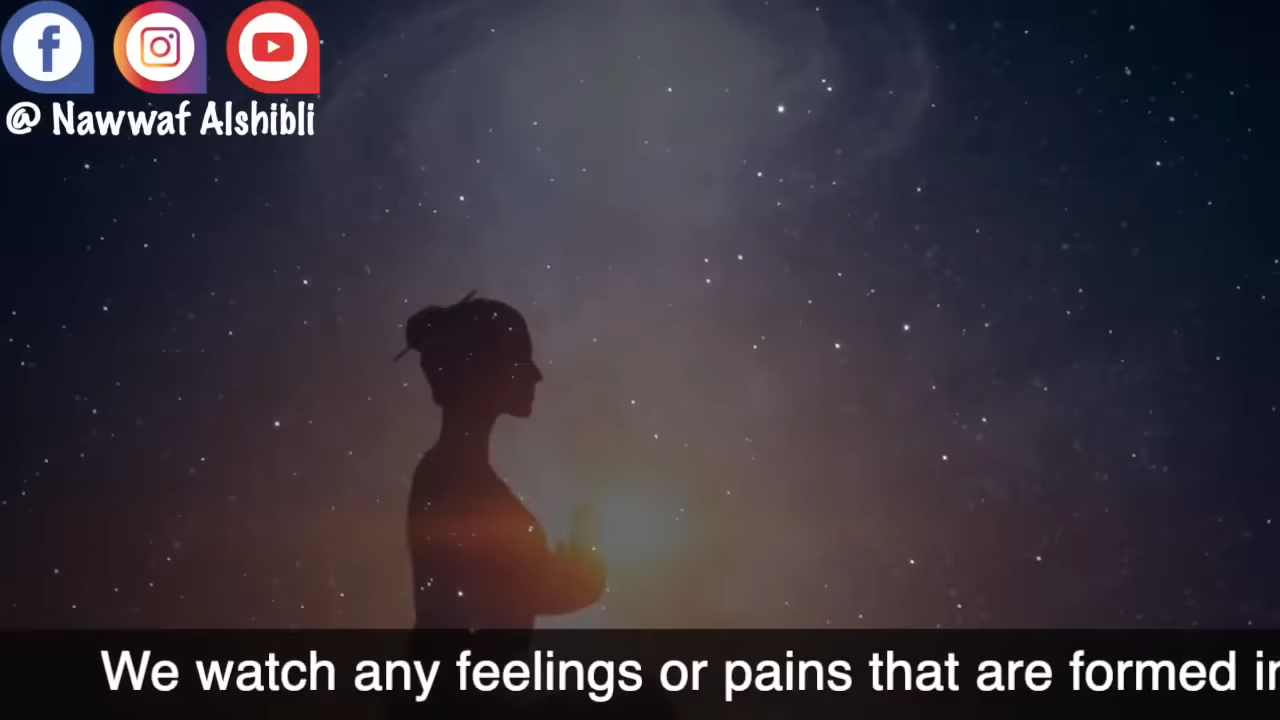 @ Nawwaf Alshibli
We watch any feelings or pains that are formed